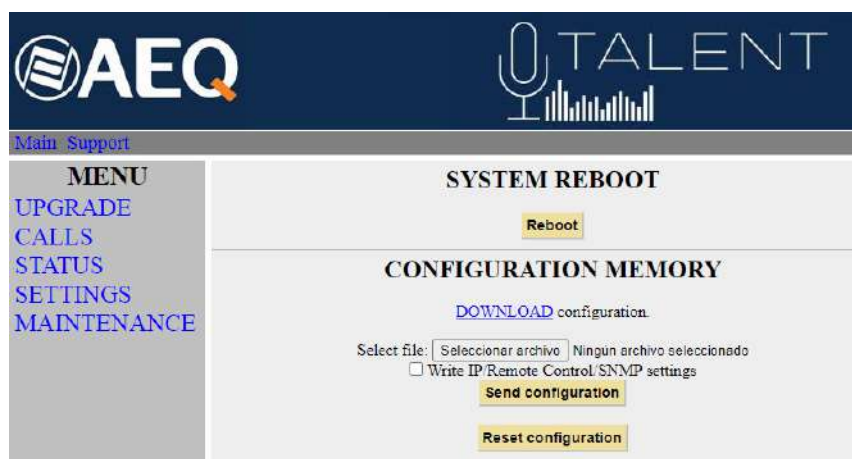 AEQ
TALENT
Main Support
MENU
UPGRADE
CALLS
STATUS
SETTINGS
MAINTENANCE
SYSTEM REBOOT
Reboot
CONFIGURATION MEMORY
DOWNLOAD configuration.
Select file: Seleccionar archivo Ningún archivo seleccionado
Write IP/Remote Control/SNMP settings
Send configuration
Reset configuration